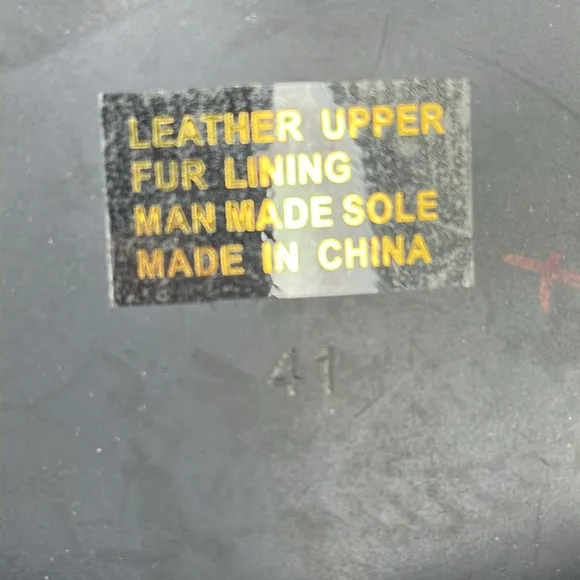 LEATHER UPPER
FUR LINING
MAN MADE SOLE
MADE IN CHINA
41